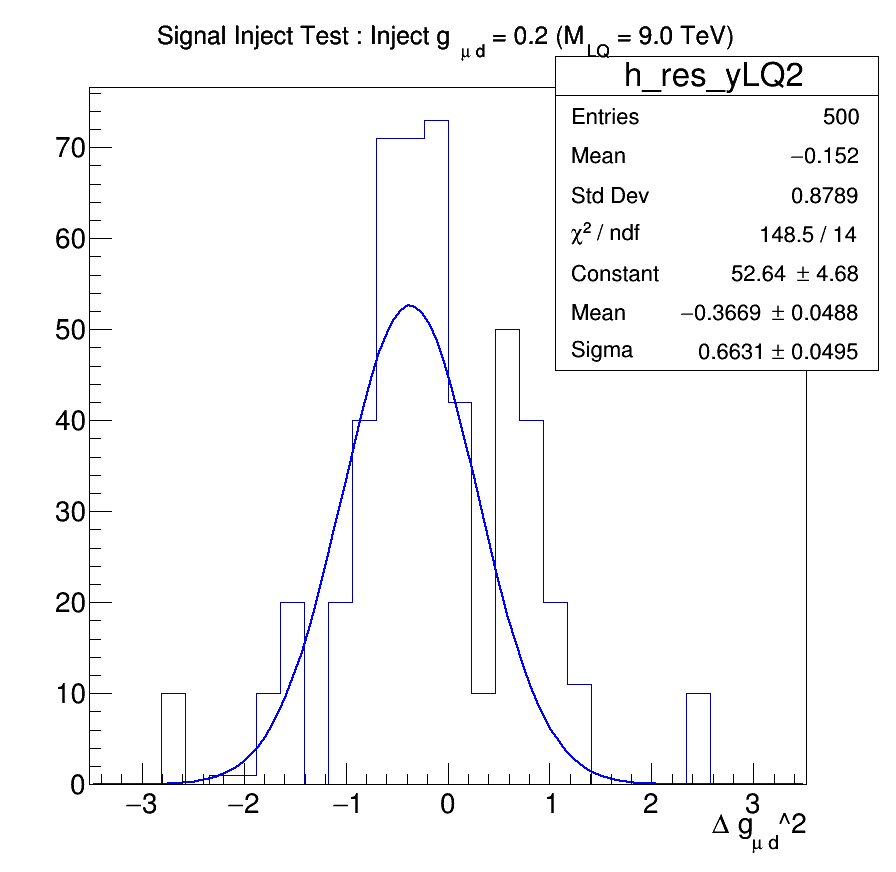 Signal Inject Test : Inject g μ d = 0.2 (M LQ = 9.0 TeV)
h_res_yLQ2
Entries 500
Mean −0.152
Std Dev 0.8789
χ² / ndf 148.5 / 14
Constant 52.64 ± 4.68
Mean −0.3669 ± 0.0488
Sigma 0.6631 ± 0.0495
70
60
50
40
30
20
10
0
−3 −2 −1 0 1 2 3
Δ g μ d ^2